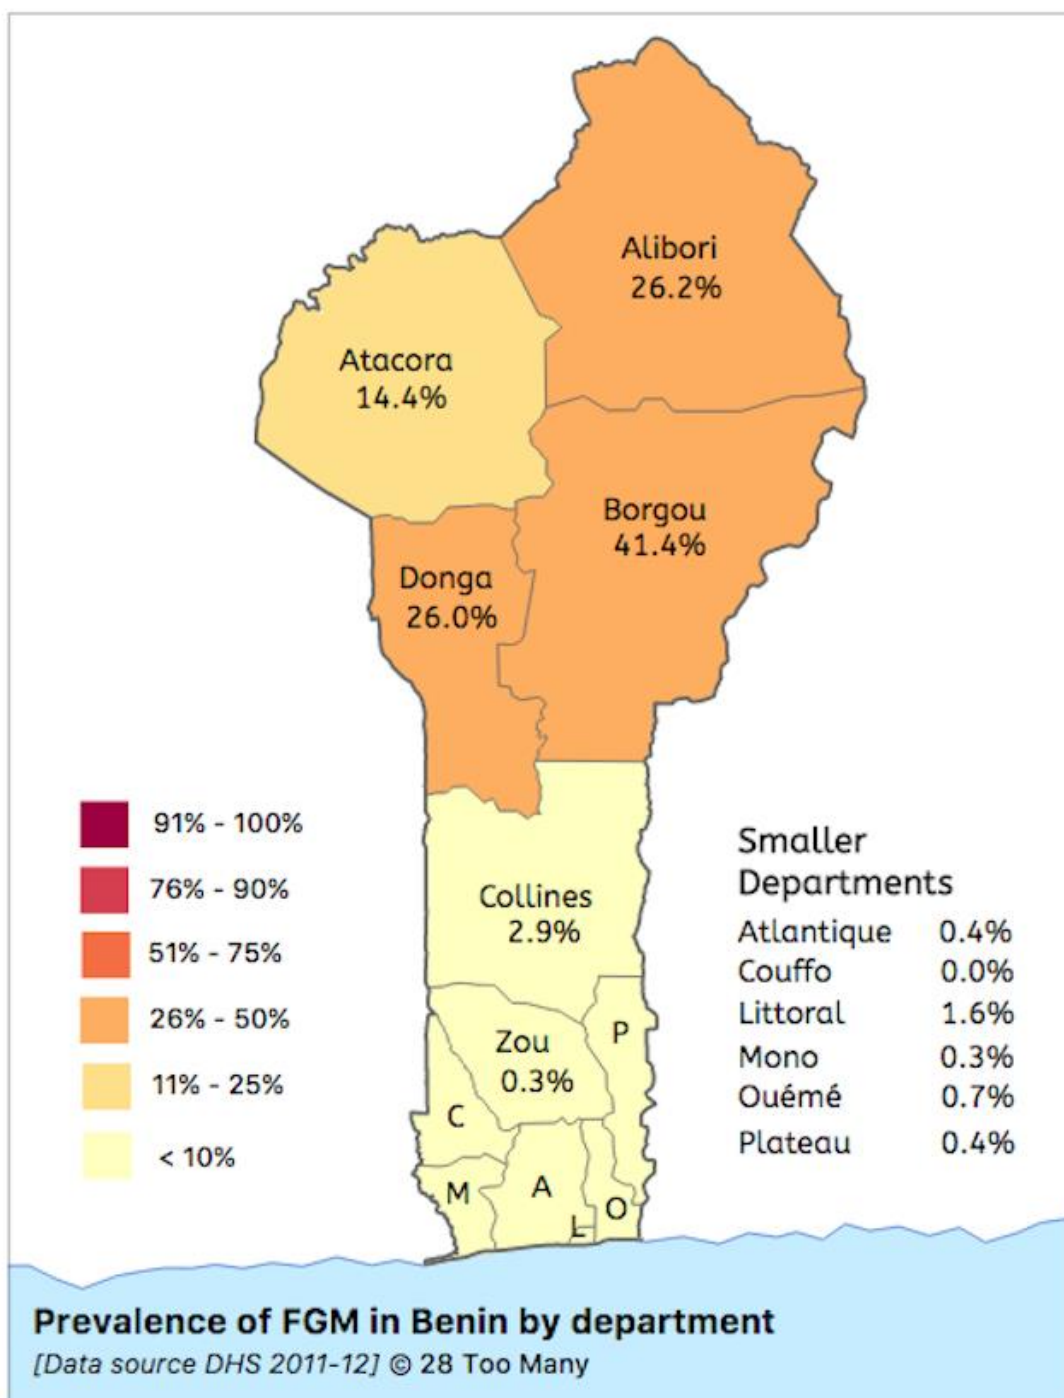 Alibori
26.2%
Atacora
14.4%
Borgou
41.4%
Donga
26.0%
91% - 100%
76% - 90%
51% - 75%
26% - 50%
11% - 25%
< 10%
Collines
2.9%
Zou
0.3%
P
C
M
A
L
O
Smaller
Departments
Atlantique 0.4%
Couffo 0.0%
Littoral 1.6%
Mono 0.3%
Ouémé 0.7%
Plateau 0.4%
Prevalence of FGM in Benin by department
[Data source DHS 2011-12] © 28 Too Many